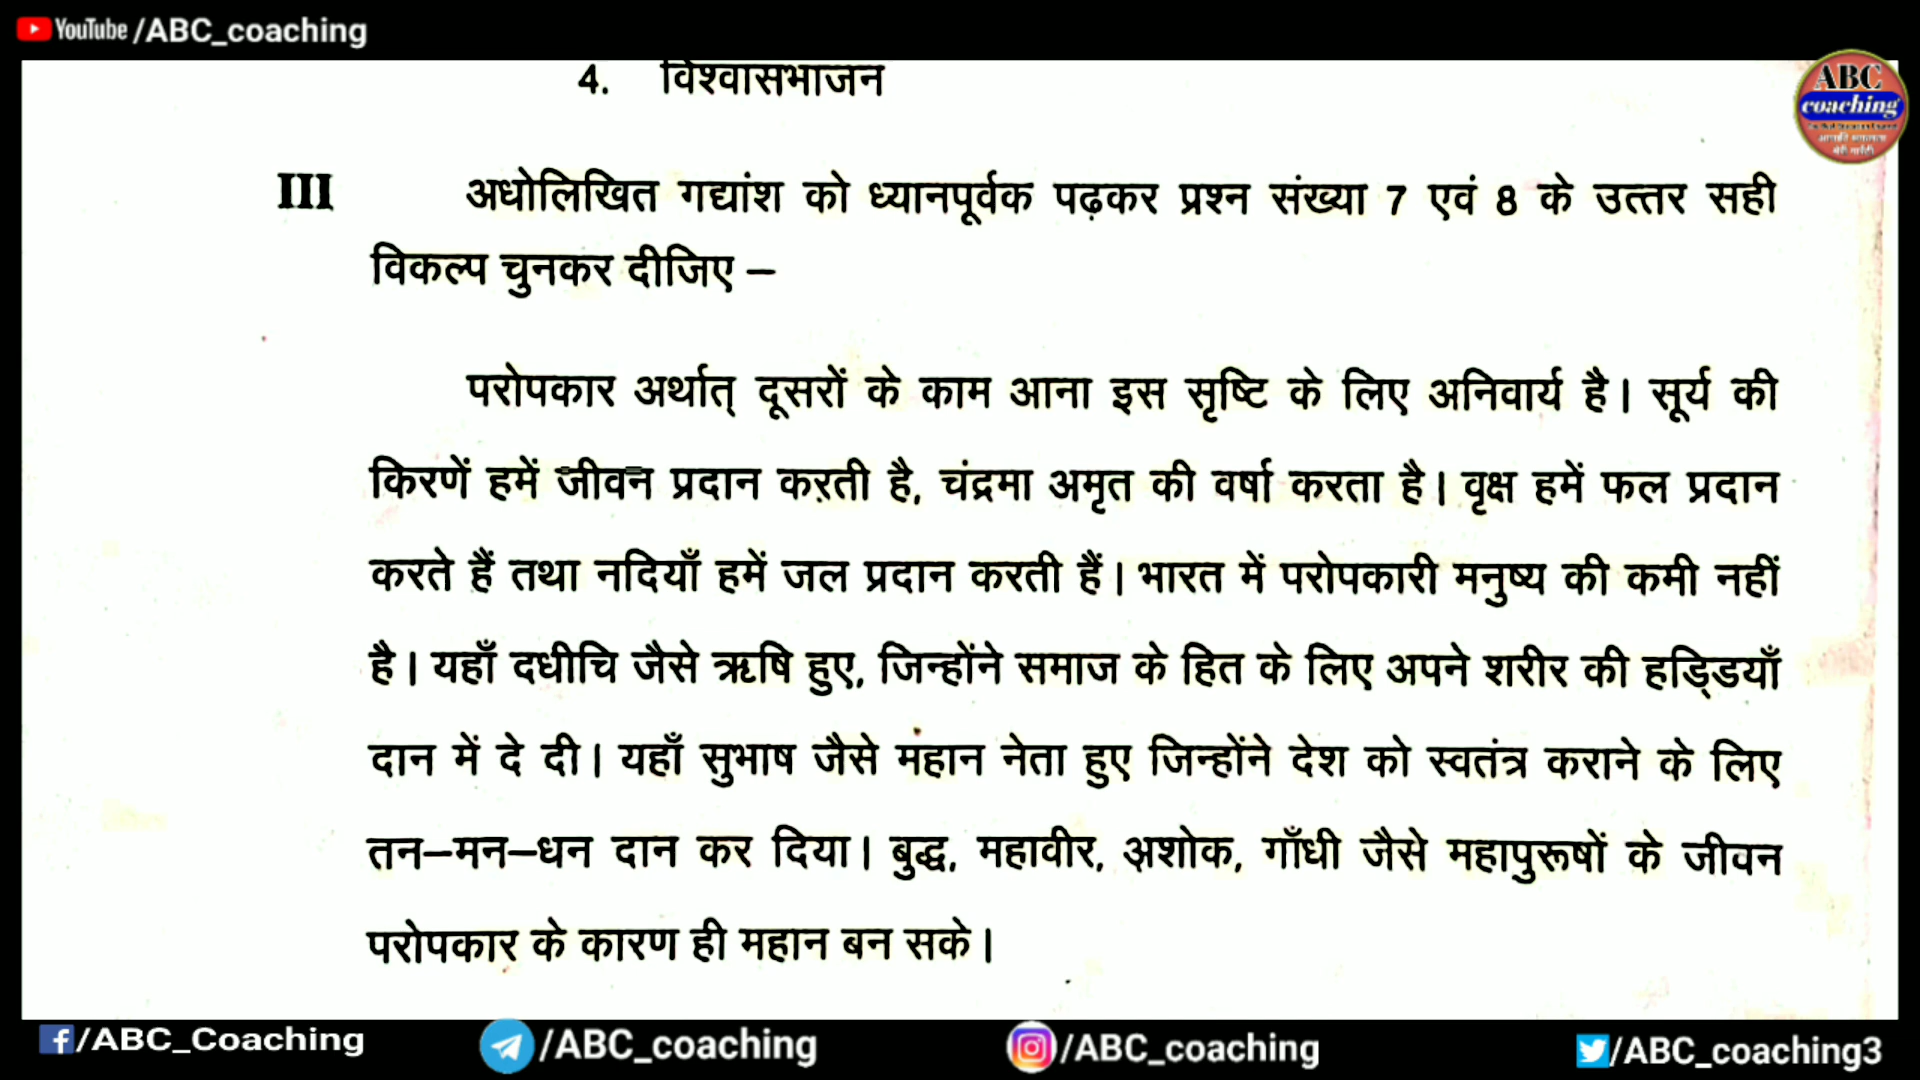 YouTube /ABC_coaching
4. विश्वासभाजन
ABC
coaching
III अधोलिखित गद्यांश को ध्यानपूर्वक पढ़कर प्रश्न संख्या 7 एवं 8 के उत्तर सही
विकल्प चुनकर दीजिए –
परोपकार अर्थात् दूसरों के काम आना इस सृष्टि के लिए अनिवार्य है। सूर्य की
किरणें हमें जीवन प्रदान करती है, चंद्रमा अमृत की वर्षा करता है। वृक्ष हमें फल प्रदान
करते हैं तथा नदियाँ हमें जल प्रदान करती हैं। भारत में परोपकारी मनुष्य की कमी नहीं
है। यहाँ दधीचि जैसे ऋषि हुए, जिन्होंने समाज के हित के लिए अपने शरीर की हड्डियाँ
दान में दे दी। यहाँ सुभाष जैसे महान नेता हुए जिन्होंने देश को स्वतंत्र कराने के लिए
तन–मन–धन दान कर दिया। बुद्ध, महावीर, अशोक, गाँधी जैसे महापुरूषों के जीवन
परोपकार के कारण ही महान बन सके।
/ABC_Coaching
/ABC_coaching
/ABC_coaching
/ABC_coaching3